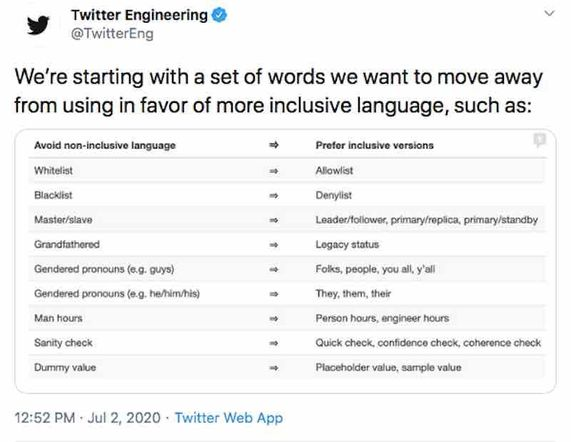 Twitter Engineering
@TwitterEng
We're starting with a set of words we want to move away
from using in favor of more inclusive language, such as:
Avoid non-inclusive language ⇒ Prefer inclusive versions
Whitelist ⇒ Allowlist
Blacklist ⇒ Denylist
Master/slave ⇒ Leader/follower, primary/replica, primary/standby
Grandfathered ⇒ Legacy status
Gendered pronouns (e.g. guys) ⇒ Folks, people, you all, y'all
Gendered pronouns (e.g. he/him/his) ⇒ They, them, their
Man hours ⇒ Person hours, engineer hours
Sanity check ⇒ Quick check, confidence check, coherence check
Dummy value ⇒ Placeholder value, sample value
12:52 PM · Jul 2, 2020 · Twitter Web App